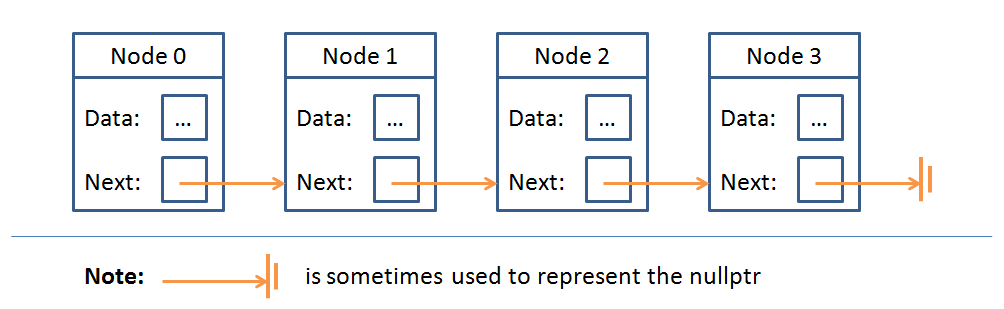 Node 0 Node 1 Node 2 Node 3
Data: ... Data: ... Data: ... Data: ...
Next: Next: Next: Next:
Note: is sometimes used to represent the nullptr